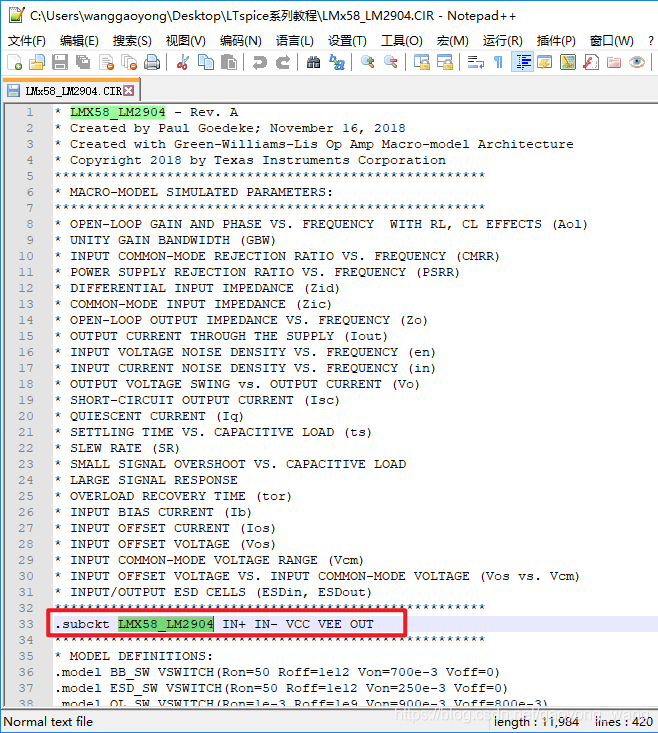 C:\Users\wanggaoyong\Desktop\LTspice系列教程\LMx58_LM2904.CIR - Notepad++
文件(F) 编辑(E) 搜索(S) 视图(V) 编码(N) 语言(L) 设置(T) 工具(O) 宏(M) 运行(R) 插件(P) 窗口(W) ?
LMx58_LM2904.CIR
1 * LMX58_LM2904 - Rev. A
2 * Created by Paul Goedeke; November 16, 2018
3 * Created with Green-Williams-Lis Op Amp Macro-model Architecture
4 * Copyright 2018 by Texas Instruments Corporation
5 ******************************************************
6 * MACRO-MODEL SIMULATED PARAMETERS:
7 ******************************************************
8 * OPEN-LOOP GAIN AND PHASE VS. FREQUENCY  WITH RL, CL EFFECTS (Aol)
9 * UNITY GAIN BANDWIDTH (GBW)
10 * INPUT COMMON-MODE REJECTION RATIO VS. FREQUENCY (CMRR)
11 * POWER SUPPLY REJECTION RATIO VS. FREQUENCY (PSRR)
12 * DIFFERENTIAL INPUT IMPEDANCE (Zid)
13 * COMMON-MODE INPUT IMPEDANCE (Zic)
14 * OPEN-LOOP OUTPUT IMPEDANCE VS. FREQUENCY (Zo)
15 * OUTPUT CURRENT THROUGH THE SUPPLY (Iout)
16 * INPUT VOLTAGE NOISE DENSITY VS. FREQUENCY (en)
17 * INPUT CURRENT NOISE DENSITY VS. FREQUENCY (in)
18 * OUTPUT VOLTAGE SWING vs. OUTPUT CURRENT (Vo)
19 * SHORT-CIRCUIT OUTPUT CURRENT (Isc)
20 * QUIESCENT CURRENT (Iq)
21 * SETTLING TIME VS. CAPACITIVE LOAD (ts)
22 * SLEW RATE (SR)
23 * SMALL SIGNAL OVERSHOOT VS. CAPACITIVE LOAD
24 * LARGE SIGNAL RESPONSE
25 * OVERLOAD RECOVERY TIME (tor)
26 * INPUT BIAS CURRENT (Ib)
27 * INPUT OFFSET CURRENT (Ios)
28 * INPUT OFFSET VOLTAGE (Vos)
29 * INPUT COMMON-MODE VOLTAGE RANGE (Vcm)
30 * INPUT OFFSET VOLTAGE VS. INPUT COMMON-MODE VOLTAGE (Vos vs. Vcm)
31 * INPUT/OUTPUT ESD CELLS (ESDin, ESDout)
32 ******************************************************
33 .subckt LMX58_LM2904 IN+ IN- VCC VEE OUT
34 ******************************************************
35 * MODEL DEFINITIONS:
36 .model BB_SW VSWITCH(Ron=50 Roff=1e12 Von=700e-3 Voff=0)
37 .model ESD_SW VSWITCH(Ron=50 Roff=1e12 Von=250e-3 Voff=0)
38 .model OL_SW VSWITCH(Ron=1e-3 Roff=1e9 Von=900e-3 Voff=800e-3)
Normal text file length : 11,984 lines : 420